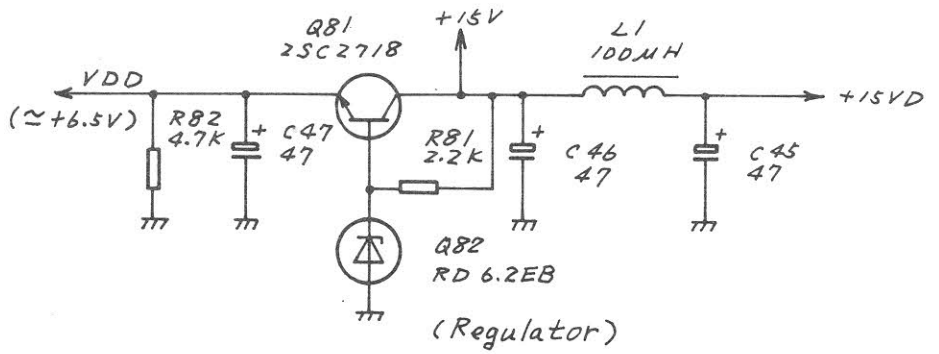 +15V
Q81
2SC2718
L1
100MH
VDD
(≃+6.5V)
+15VD
R82
4.7K
+
C47
47
R81
2.2K
+
C46
47
+
C45
47
Q82
RD 6.2EB
(Regulator)